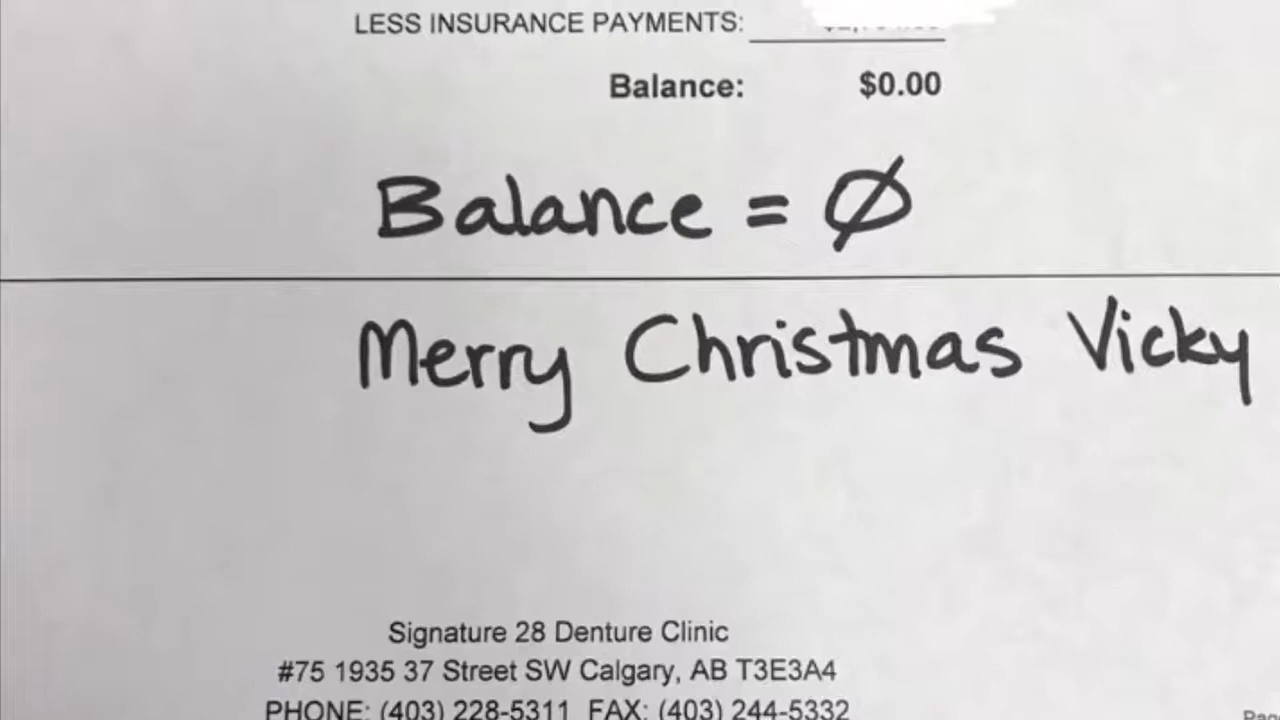 LESS INSURANCE PAYMENTS:
Balance: $0.00
Balance = Ø
Merry Christmas Vicky
Signature 28 Denture Clinic
#75 1935 37 Street SW Calgary, AB T3E3A4
PHONE: (403) 228-5311 FAX: (403) 244-5332